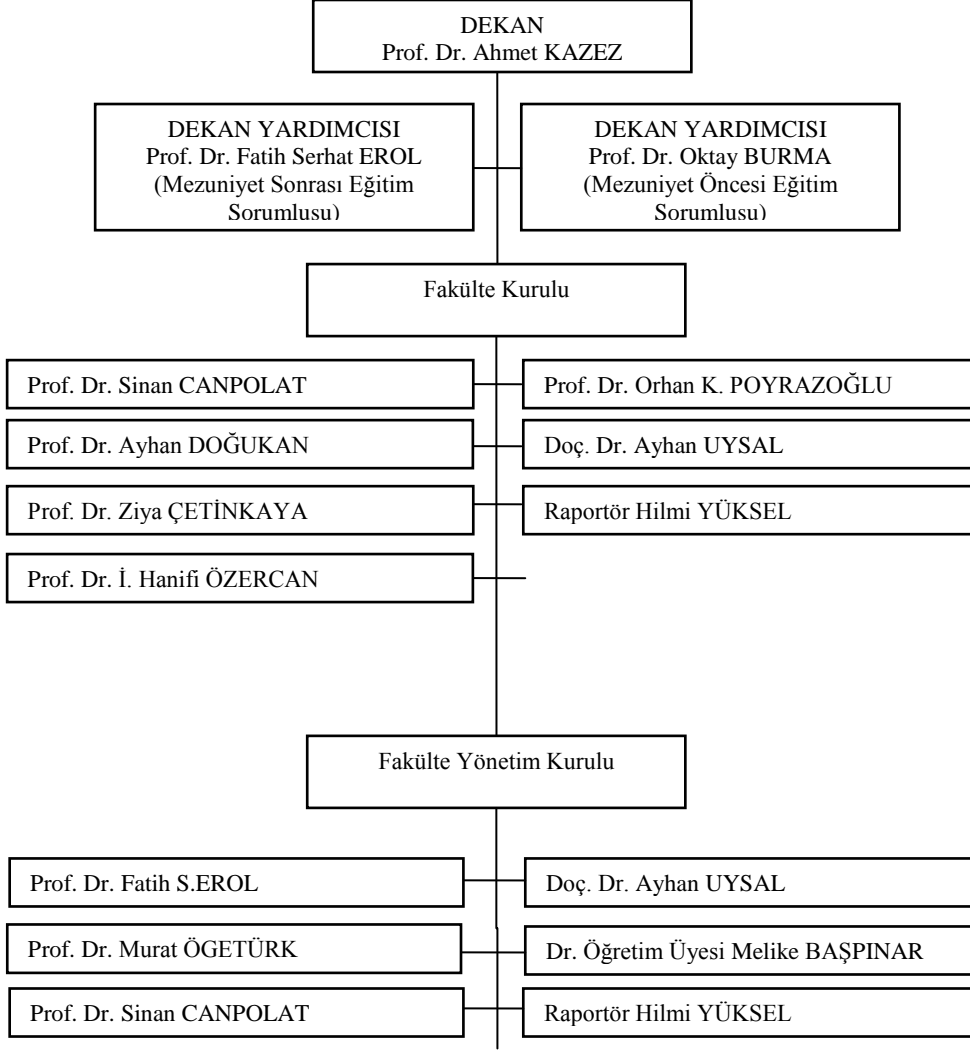 DEKAN
Prof. Dr. Ahmet KAZEZ
DEKAN YARDIMCISI
Prof. Dr. Fatih Serhat EROL
(Mezuniyet Sonrası Eğitim
Sorumlusu)
DEKAN YARDIMCISI
Prof. Dr. Oktay BURMA
(Mezuniyet Öncesi Eğitim
Sorumlusu)
Fakülte Kurulu
Prof. Dr. Sinan CANPOLAT
Prof. Dr. Orhan K. POYRAZOĞLU
Prof. Dr. Ayhan DOĞUKAN
Doç. Dr. Ayhan UYSAL
Prof. Dr. Ziya ÇETİNKAYA
Raportör Hilmi YÜKSEL
Prof. Dr. İ. Hanifi ÖZERCAN
Fakülte Yönetim Kurulu
Prof. Dr. Fatih S.EROL
Doç. Dr. Ayhan UYSAL
Prof. Dr. Murat ÖGETÜRK
Dr. Öğretim Üyesi Melike BAŞPINAR
Prof. Dr. Sinan CANPOLAT
Raportör Hilmi YÜKSEL